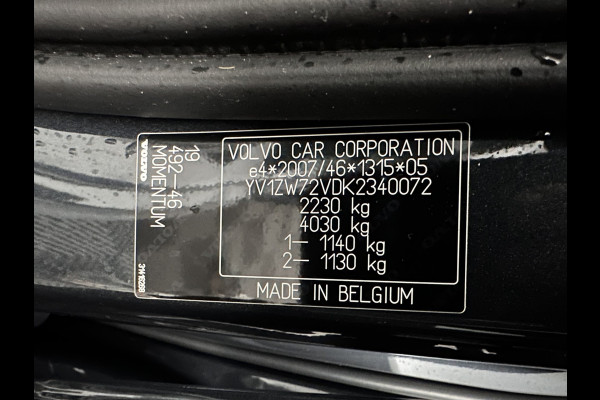 VOLVO CAR CORPORATION
e4*2007/46*1315*05
YV1ZW72VDK2340072
2230 kg
4030 kg
1– 1140 kg
2– 1130 kg
MADE IN BELGIUM
19
492–46
MOMENTUM
VOLVO